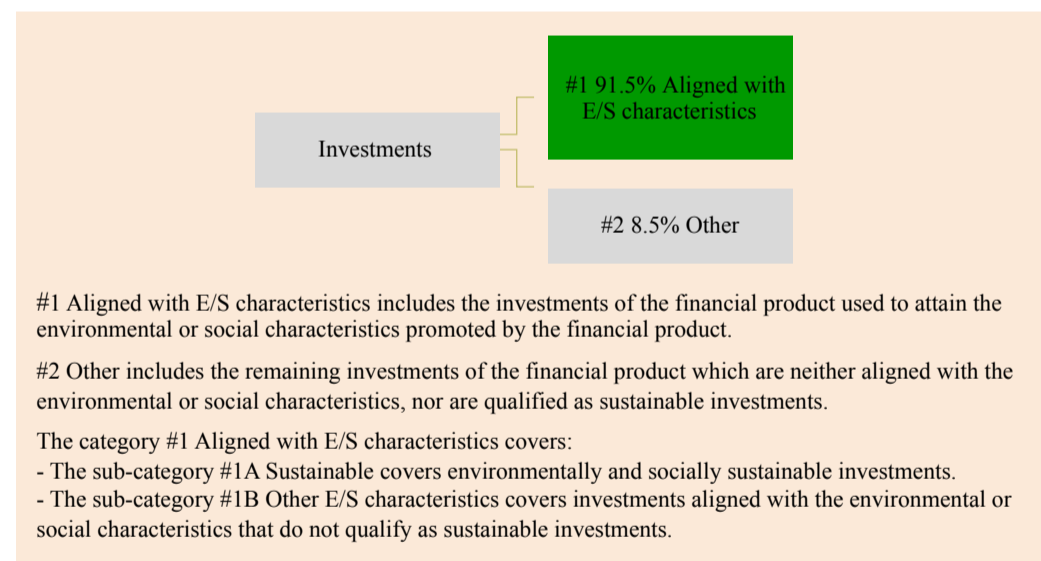 #1 91.5% Aligned with
E/S characteristics
Investments
#2 8.5% Other
#1 Aligned with E/S characteristics includes the investments of the financial product used to attain the
environmental or social characteristics promoted by the financial product.
#2 Other includes the remaining investments of the financial product which are neither aligned with the
environmental or social characteristics, nor are qualified as sustainable investments.
The category #1 Aligned with E/S characteristics covers:
- The sub-category #1A Sustainable covers environmentally and socially sustainable investments.
- The sub-category #1B Other E/S characteristics covers investments aligned with the environmental or
social characteristics that do not qualify as sustainable investments.